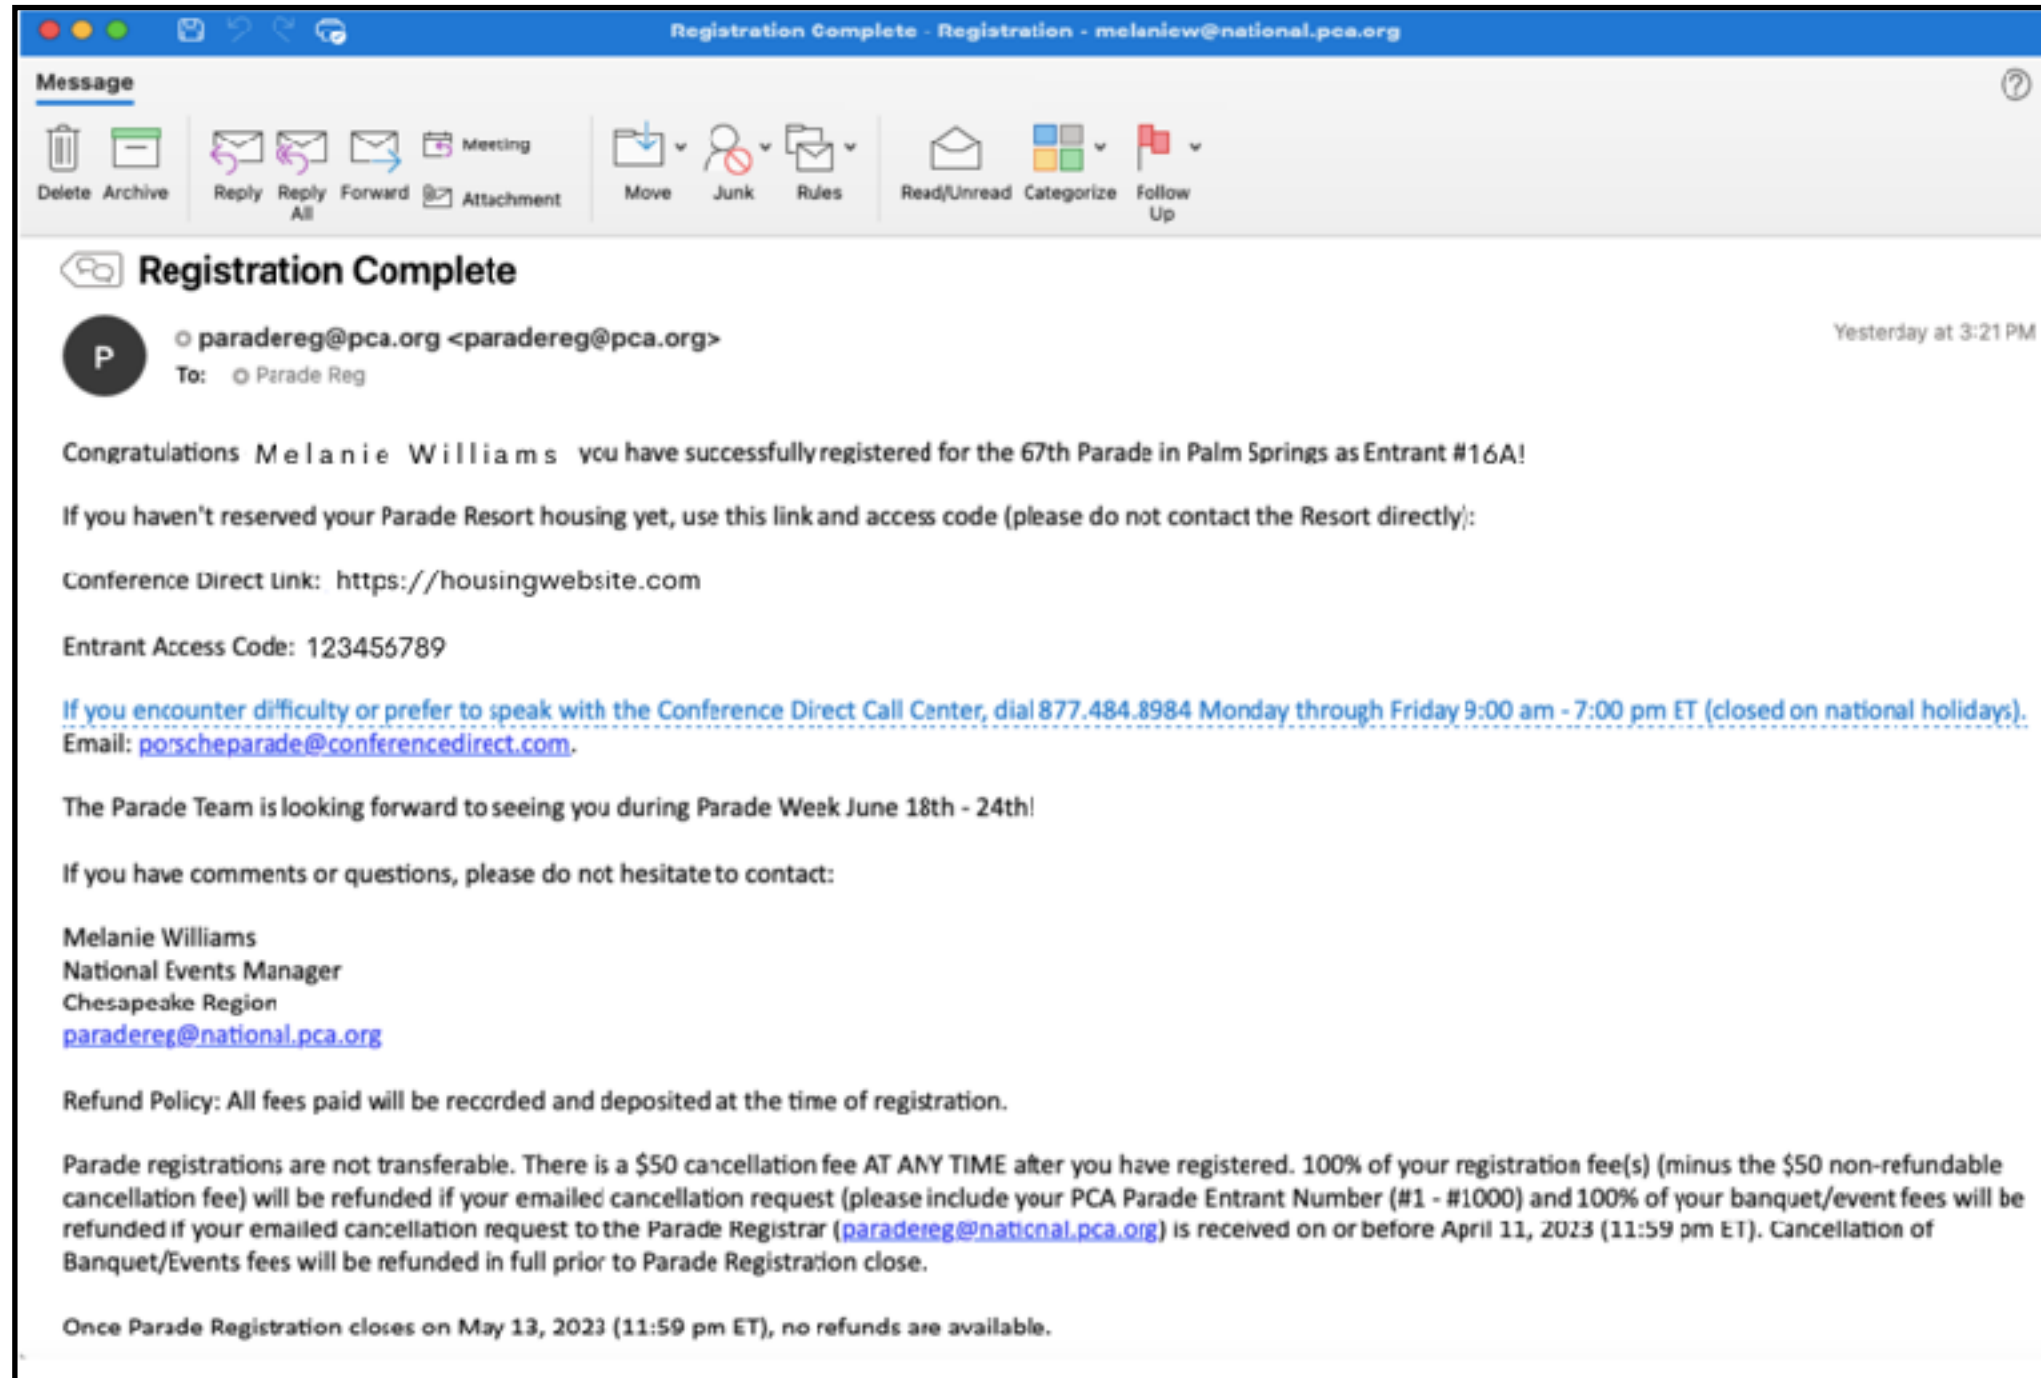 Registration Complete - Registration - melaniew@national.pca.org
Message
Delete Archive Reply Reply All Forward Meeting Attachment Move Junk Rules Read/Unread Categorize Follow Up
Registration Complete
P
paradereg@pca.org <paradereg@pca.org>
Yesterday at 3:21 PM
To: Parade Reg
Congratulations Melanie Williams you have successfully registered for the 67th Parade in Palm Springs as Entrant #16A!
If you haven't reserved your Parade Resort housing yet, use this link and access code (please do not contact the Resort directly):
Conference Direct Link: https://housingwebsite.com
Entrant Access Code: 123456789
If you encounter difficulty or prefer to speak with the Conference Direct Call Center, dial 877.484.8984 Monday through Friday 9:00 am - 7:00 pm ET (closed on national holidays).
Email: porscheparade@conferencedirect.com.
The Parade Team is looking forward to seeing you during Parade Week June 18th - 24th!
If you have comments or questions, please do not hesitate to contact:
Melanie Williams
National Events Manager
Chesapeake Region
paradereg@national.pca.org
Refund Policy: All fees paid will be recorded and deposited at the time of registration.
Parade registrations are not transferable. There is a $50 cancellation fee AT ANY TIME after you have registered. 100% of your registration fee(s) (minus the $50 non-refundable
cancellation fee) will be refunded if your emailed cancellation request (please include your PCA Parade Entrant Number (#1 - #1000) and 100% of your banquet/event fees will be
refunded if your emailed cancellation request to the Parade Registrar (paradereg@national.pca.org) is received on or before April 11, 2023 (11:59 pm ET). Cancellation of
Banquet/Events fees will be refunded in full prior to Parade Registration close.
Once Parade Registration closes on May 13, 2023 (11:59 pm ET), no refunds are available.